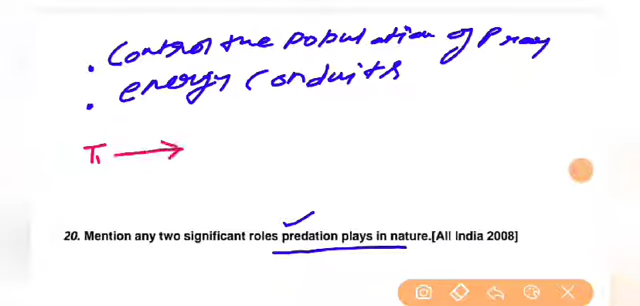 . Control the population of Pray
. energy Conduits
T₁ →
20. Mention any two significant roles predation plays in nature.[All India 2008]